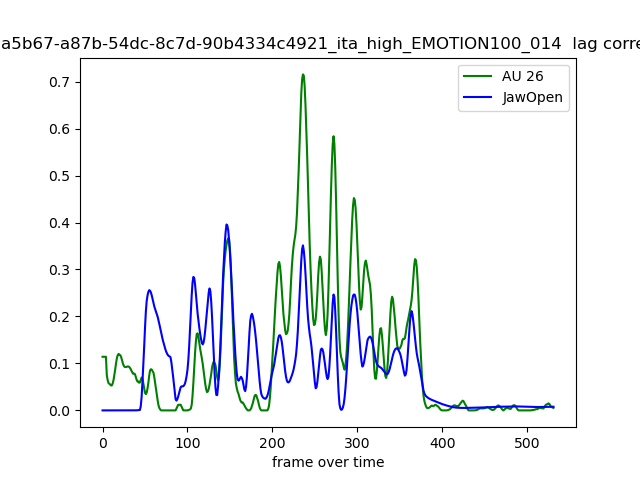 a5b67-a87b-54dc-8c7d-90b4334c4921_ita_high_EMOTION100_014 lag corre
AU 26
JawOpen
0.7
0.6
0.5
0.4
0.3
0.2
0.1
0.0
0 100 200 300 400 500
frame over time